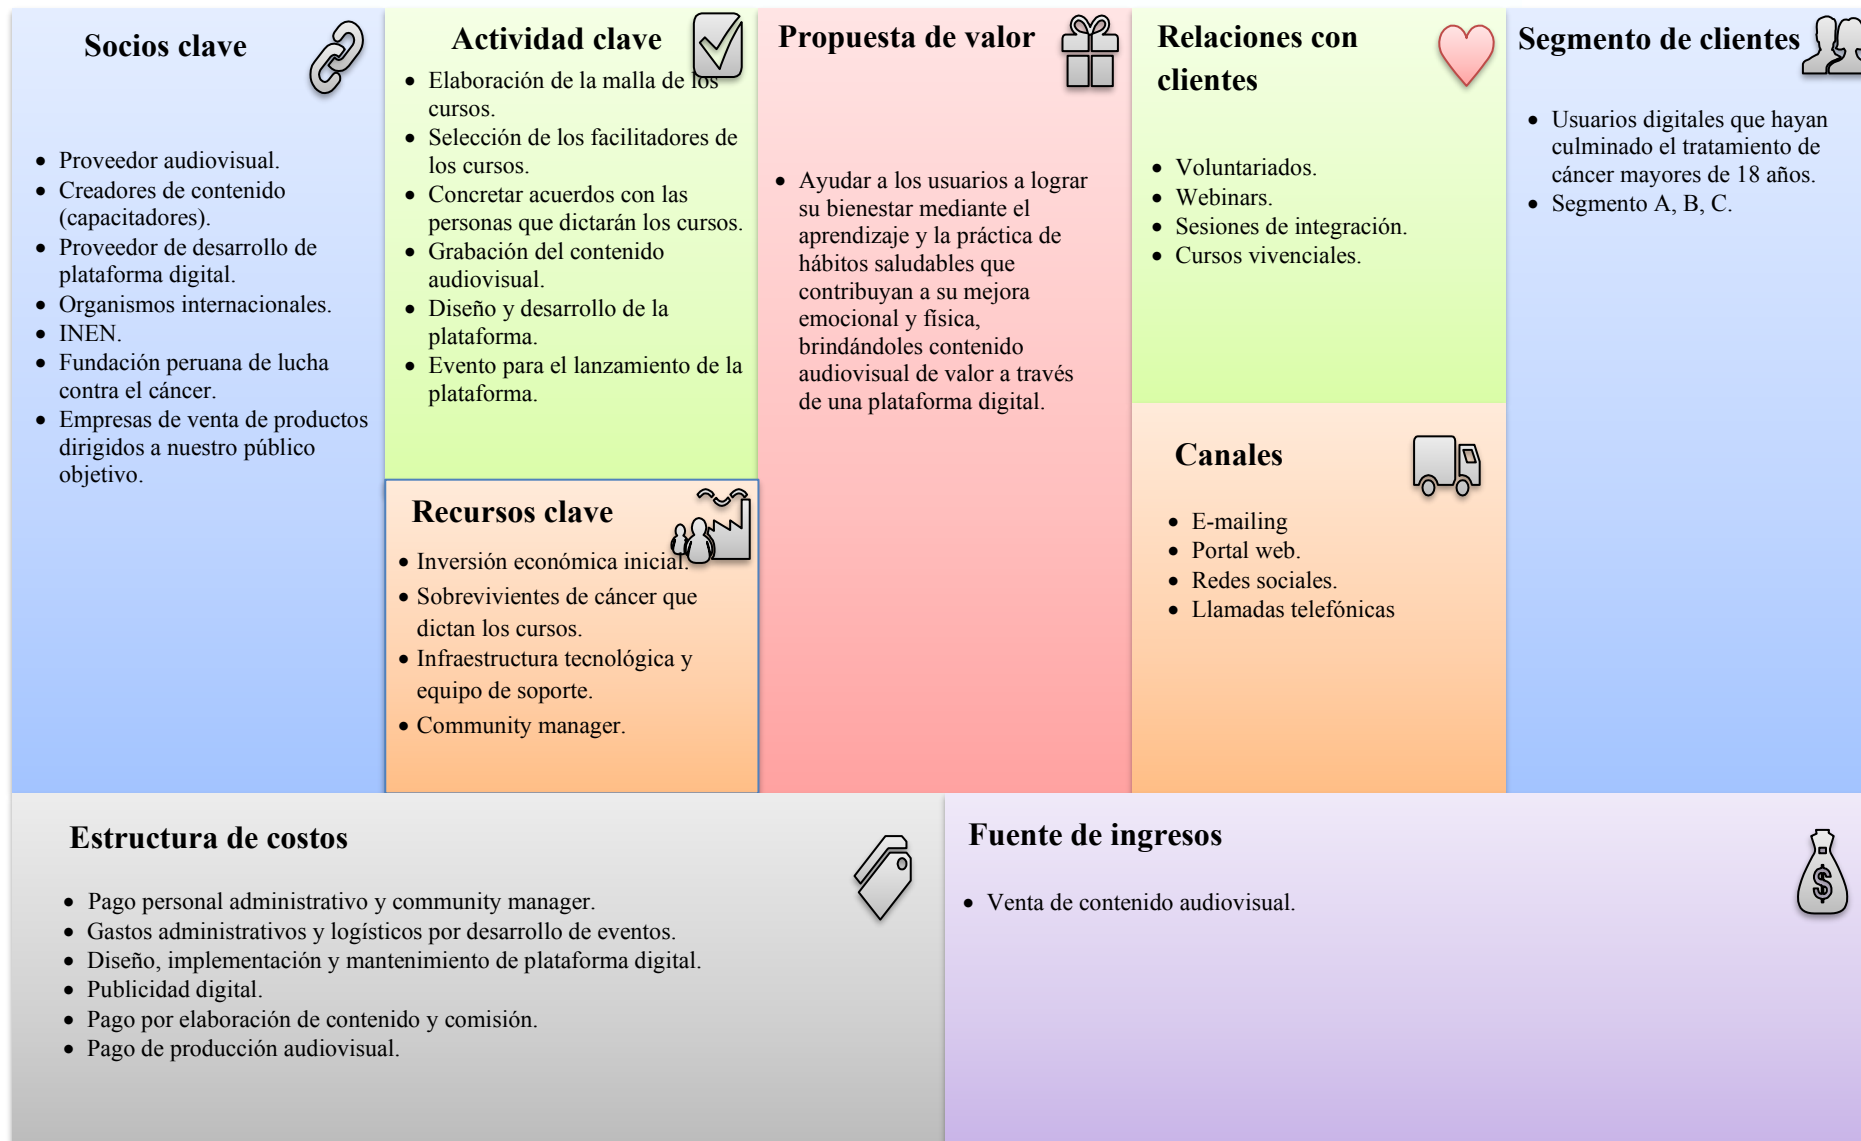 Socios clave
• Proveedor audiovisual.
• Creadores de contenido
(capacitadores).
• Proveedor de desarrollo de
plataforma digital.
• Organismos internacionales.
• INEN.
• Fundación peruana de lucha
contra el cáncer.
• Empresas de venta de productos
dirigidos a nuestro público
objetivo.
Actividad clave
• Elaboración de la malla de los
cursos.
• Selección de los facilitadores de
los cursos.
• Concretar acuerdos con las
personas que dictarán los cursos.
• Grabación del contenido
audiovisual.
• Diseño y desarrollo de la
plataforma.
• Evento para el lanzamiento de la
plataforma.
Recursos clave
• Inversión económica inicial.
• Sobrevivientes de cáncer que
dictan los cursos.
• Infraestructura tecnológica y
equipo de soporte.
• Community manager.
Propuesta de valor
• Ayudar a los usuarios a lograr
su bienestar mediante el
aprendizaje y la práctica de
hábitos saludables que
contribuyan a su mejora
emocional y física,
brindándoles contenido
audiovisual de valor a través
de una plataforma digital.
Relaciones con
clientes
• Voluntariados.
• Webinars.
• Sesiones de integración.
• Cursos vivenciales.
Canales
• E-mailing
• Portal web.
• Redes sociales.
• Llamadas telefónicas
Segmento de clientes
• Usuarios digitales que hayan
culminado el tratamiento de
cáncer mayores de 18 años.
• Segmento A, B, C.
Estructura de costos
• Pago personal administrativo y community manager.
• Gastos administrativos y logísticos por desarrollo de eventos.
• Diseño, implementación y mantenimiento de plataforma digital.
• Publicidad digital.
• Pago por elaboración de contenido y comisión.
• Pago de producción audiovisual.
Fuente de ingresos
• Venta de contenido audiovisual.
$